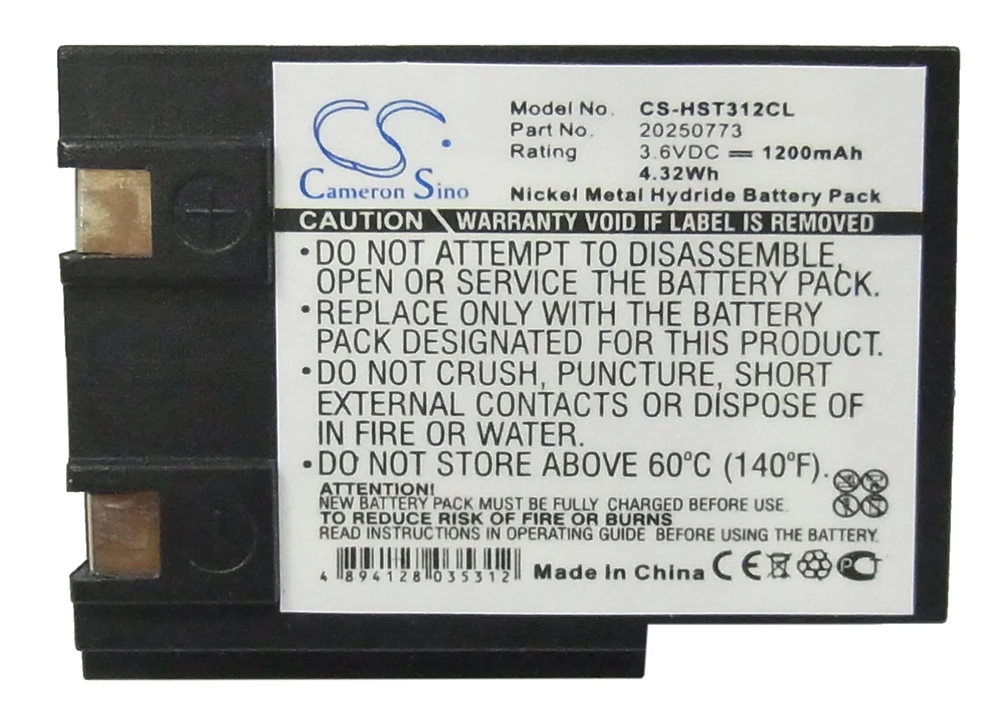 CS
Cameron Sino
Model No. CS-HST312CL
Part No. 20250773
Rating 3.6VDC ⎓ 1200mAh
4.32Wh
Nickel Metal Hydride Battery Pack
CAUTION WARRANTY VOID IF LABEL IS REMOVED
• DO NOT ATTEMPT TO DISASSEMBLE,
OPEN OR SERVICE THE BATTERY PACK.
• REPLACE ONLY WITH THE BATTERY
PACK DESIGNATED FOR THIS PRODUCT.
• DO NOT CRUSH, PUNCTURE, SHORT
EXTERNAL CONTACTS OR DISPOSE OF
IN FIRE OR WATER.
• DO NOT STORE ABOVE 60°C (140°F).
ATTENTION!
NEW BATTERY PACK MUST BE FULLY CHARGED BEFORE USE.
TO REDUCE RISK OF FIRE OR BURNS
READ INSTRUCTIONS IN OPERATING GUIDE BEFORE USING THE BATTERY.
4 894128 035312 Made In China CE PCT
+
-